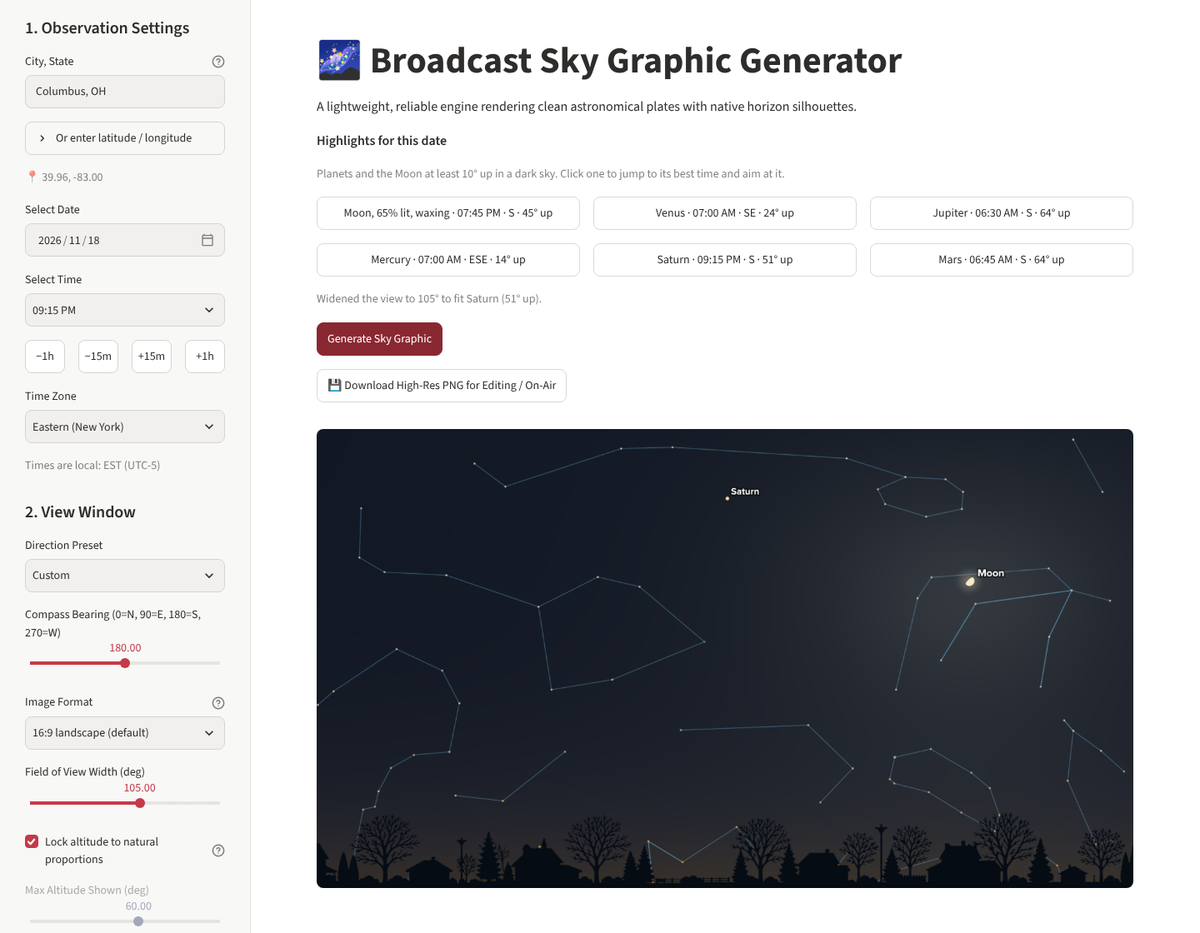 1. Observation Settings
City, State
Columbus, OH
Or enter latitude / longitude
📍 39.96, -83.00
Select Date
2026 / 11 / 18
Select Time
09:15 PM
−1h
−15m
+15m
+1h
Time Zone
Eastern (New York)
Times are local: EST (UTC-5)
2. View Window
Direction Preset
Custom
Compass Bearing (0=N, 90=E, 180=S,
270=W)
180.00
Image Format
16:9 landscape (default)
Field of View Width (deg)
105.00
Lock altitude to natural
proportions
Max Altitude Shown (deg)
60.00
🌌 Broadcast Sky Graphic Generator
A lightweight, reliable engine rendering clean astronomical plates with native horizon silhouettes.
Highlights for this date
Planets and the Moon at least 10° up in a dark sky. Click one to jump to its best time and aim at it.
Moon, 65% lit, waxing · 07:45 PM · S · 45° up
Venus · 07:00 AM · SE · 24° up
Jupiter · 06:30 AM · S · 64° up
Mercury · 07:00 AM · ESE · 14° up
Saturn · 09:15 PM · S · 51° up
Mars · 06:45 AM · S · 64° up
Widened the view to 105° to fit Saturn (51° up).
Generate Sky Graphic
💾 Download High-Res PNG for Editing / On-Air
Saturn
Moon